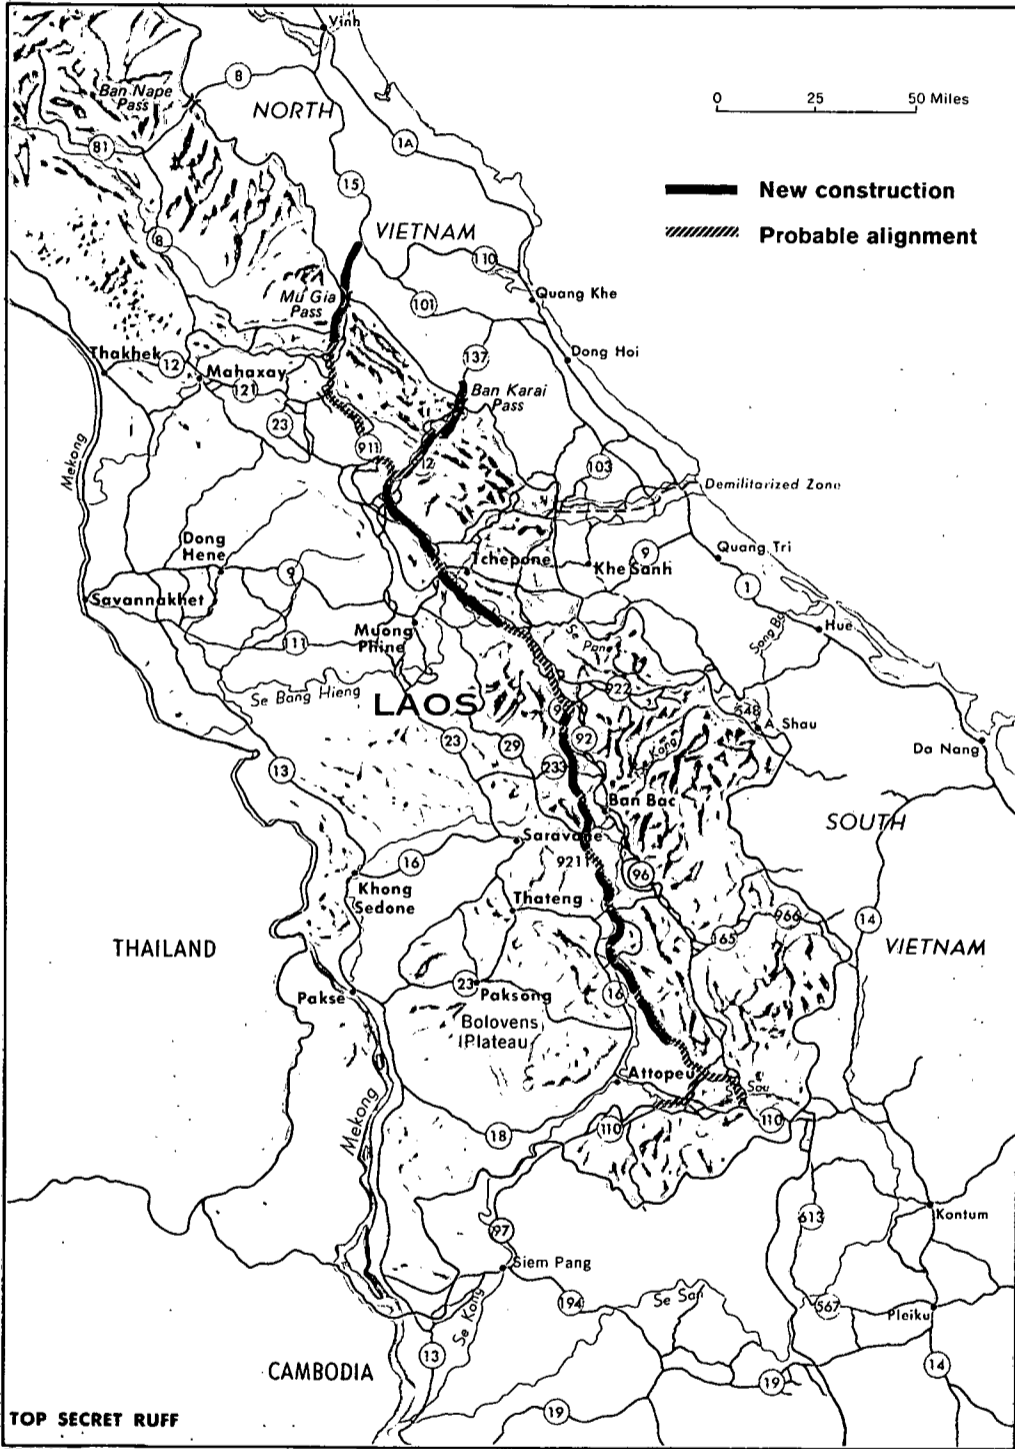 Vinh
Ban Nape
Pass
8
NORTH
0 25 50 Miles
81
1A
New construction
15
VIETNAM
Probable alignment
8
110
Mu Gia
Pass
101
Quang Khe
Thakhek
12
Mahaxay
137
Dong Hoi
121
Ban Karai
Pass
23
911
12
103
Mekong
Demilitarized Zone
Dong
Hene
Tchepone
9
Quang Tri
9
Khe Sanh
Savannakhet
1
Muong
Phine
111
Song Bo
Hue
Se Pone
Se Bang Hieng
922
LAOS
548
A Shau
23
29
92
Da Nang
13
233
Se Kong
Ban Bac
SOUTH
Saravane
16
921
96
Khong
Sedone
Thateng
966
14
THAILAND
165
VIETNAM
Pakse
23
Paksong
16
Bolovens
Plateau
Attopeu
Sou
Mekong
18
110
110
97
613
Kontum
Siem Pang
194
Se San
567
Pleiku
Se Kong
13
14
CAMBODIA
19
19
TOP SECRET RUFF